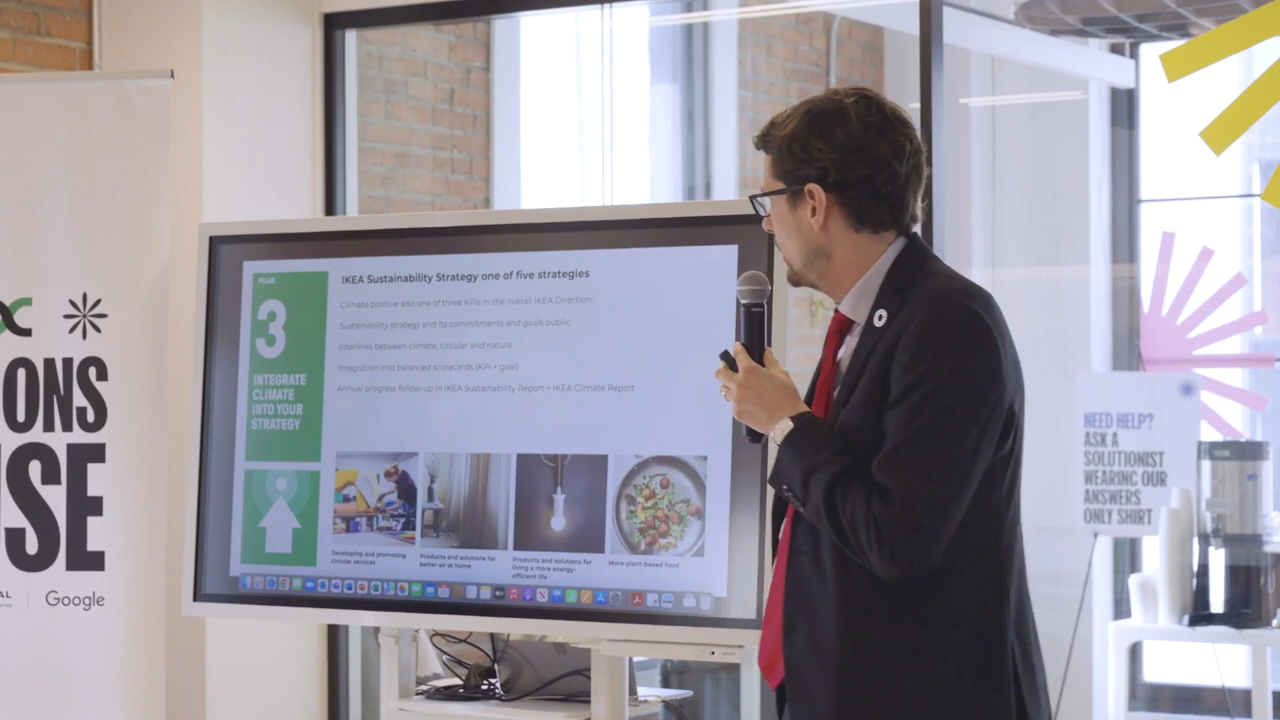 ONS
USE
AL
Google
PILLAR
3
INTEGRATE
CLIMATE
INTO YOUR
STRATEGY
IKEA Sustainability Strategy one of five strategies
Climate positive also one of three KPIs in the overall IKEA Direction
Sustainability strategy and its commitments and goals public
Interlinks between climate, circular and nature
Integration into balanced scorecards (KPI + goal)
Annual progress follow-up in IKEA Sustainability Report + IKEA Climate Report
Developing and promoting
circular services
Products and solutions for
better air at home
Products and solutions for
living a more energy-
efficient life
More plant-based food
NEED HELP?
ASK A
SOLUTIONIST
WEARING OUR
ANSWERS
ONLY SHIRT